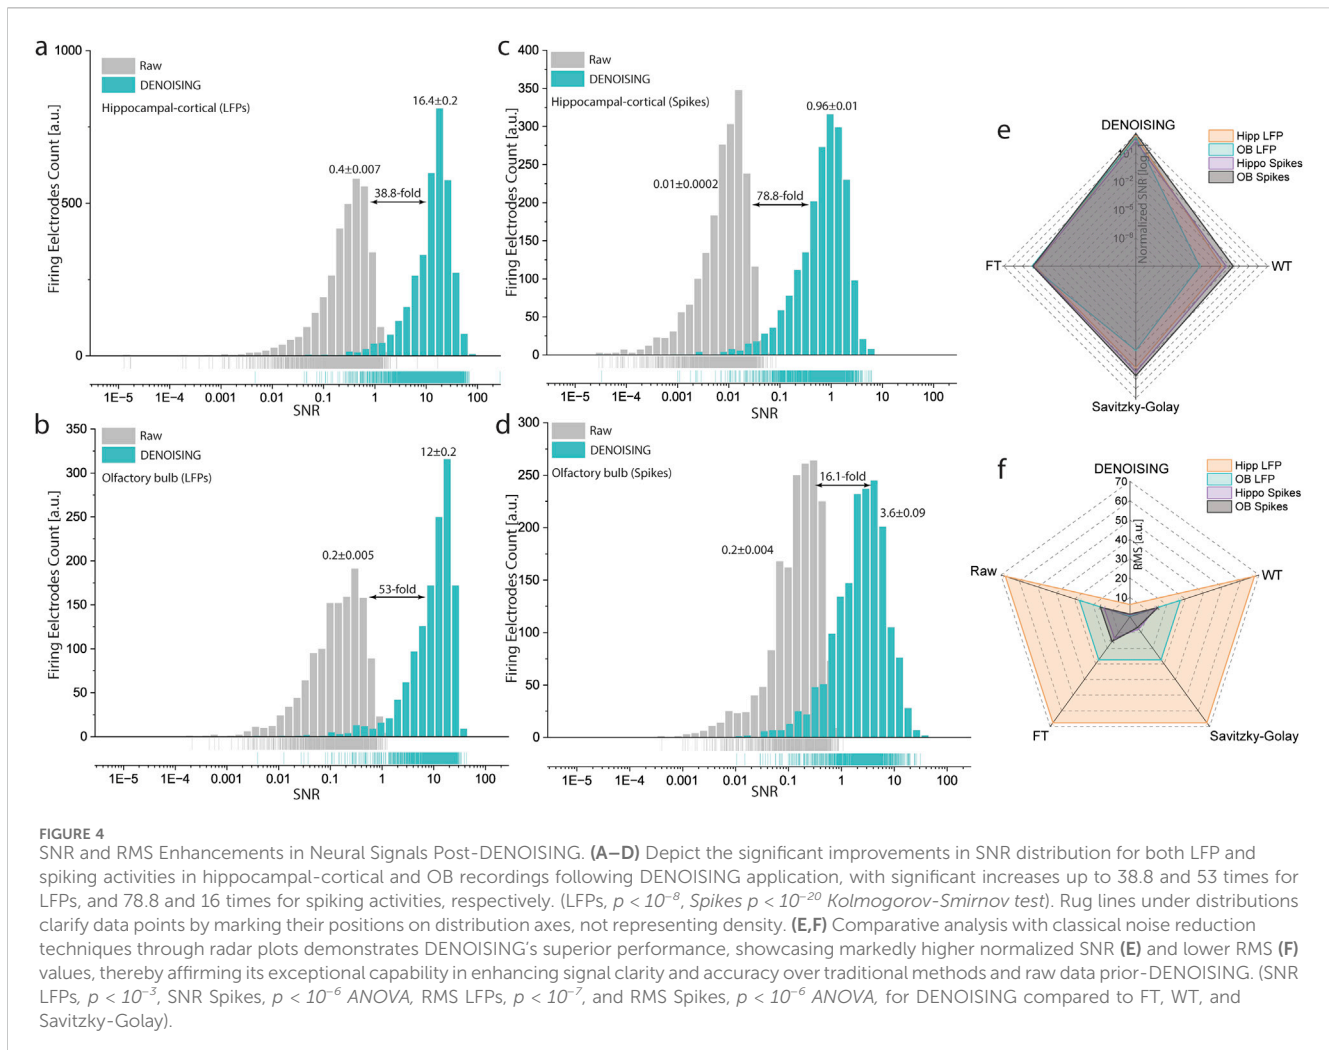 a
1000
500
0
Firing Eelctrodes Count [a.u.]
Raw
DENOISING
Hippocampal-cortical (LFPs)
0.4±0.007
38.8-fold
16.4±0.2
1E-5 1E-4 0.001 0.01 0.1 1 10 100
SNR
b
350
300
250
200
150
100
50
0
Firing Eelctrodes Count [a.u.]
Raw
DENOISING
Olfactory bulb (LFPs)
0.2±0.005
53-fold
12±0.2
1E-5 1E-4 0.001 0.01 0.1 1 10 100
SNR
c
400
350
300
250
200
150
100
50
0
Firing Eelctrodes Count [a.u.]
Raw
DENOISING
Hippocampal-cortical (Spikes)
0.01±0.0002
78.8-fold
0.96±0.01
1E-5 1E-4 0.001 0.01 0.1 1 10 100
SNR
d
300
250
200
150
100
50
0
Firing Eelctrodes Count [a.u.]
Raw
DENOISING
Olfactory bulb (Spikes)
0.2±0.004
16.1-fold
3.6±0.09
1E-5 1E-4 0.001 0.01 0.1 1 10 100
SNR
e
DENOISING
Hipp LFP
OB LFP
Hippo Spikes
OB Spikes
10⁻²
10⁻⁵
Normalized SNR
FT
WT
Savitzky-Golay
f
DENOISING
Hipp LFP
OB LFP
Hippo Spikes
OB Spikes
70
60
50
40
30
20
10
RMS [a.u.]
Raw
WT
FT
Savitzky-Golay
FIGURE 4
SNR and RMS Enhancements in Neural Signals Post-DENOISING. (A–D) Depict the significant improvements in SNR distribution for both LFP and
spiking activities in hippocampal-cortical and OB recordings following DENOISING application, with significant increases up to 38.8 and 53 times for
LFPs, and 78.8 and 16 times for spiking activities, respectively. (LFPs, p < 10⁻⁸, Spikes p < 10⁻²⁰ Kolmogorov-Smirnov test). Rug lines under distributions
clarify data points by marking their positions on distribution axes, not representing density. (E,F) Comparative analysis with classical noise reduction
techniques through radar plots demonstrates DENOISING's superior performance, showcasing markedly higher normalized SNR (E) and lower RMS (F)
values, thereby affirming its exceptional capability in enhancing signal clarity and accuracy over traditional methods and raw data prior-DENOISING. (SNR
LFPs, p < 10⁻³, SNR Spikes, p < 10⁻⁶ ANOVA, RMS LFPs, p < 10⁻⁷, and RMS Spikes, p < 10⁻⁶ ANOVA, for DENOISING compared to FT, WT, and
Savitzky-Golay).